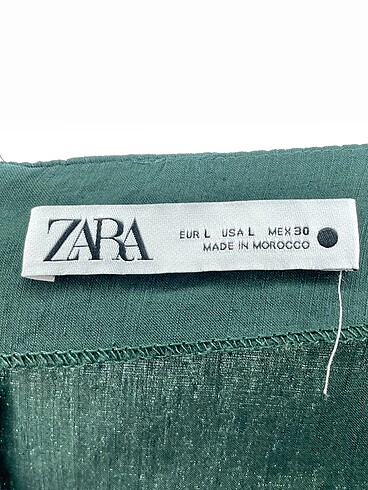 ZARA
EUR L USA L MEX 30
MADE IN MOROCCO